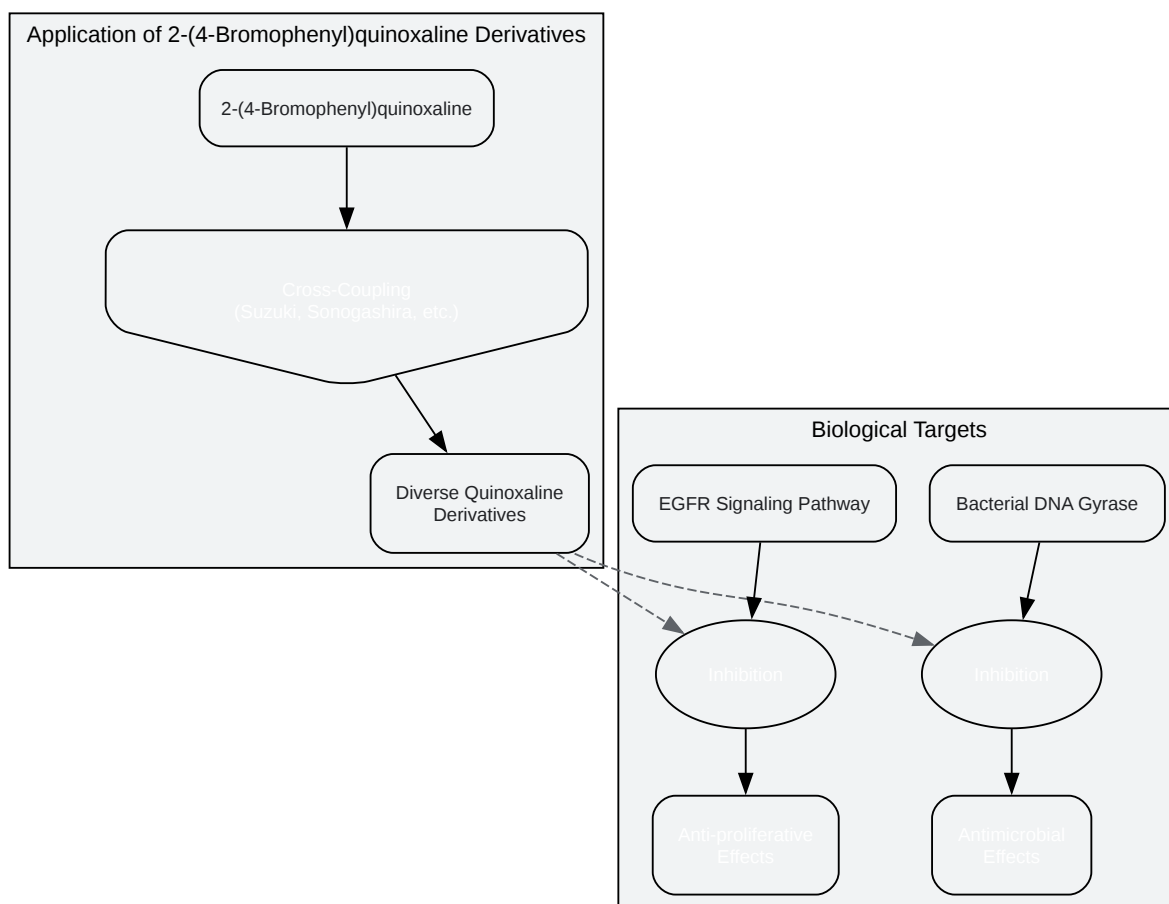 Application of 2-(4-Bromophenyl)quinoxaline Derivatives
2-(4-Bromophenyl)quinoxaline
Cross-Coupling
(Suzuki, Sonogashira, etc.)
Diverse Quinoxaline
Derivatives
Biological Targets
EGFR Signaling Pathway
Bacterial DNA Gyrase
Inhibition
Inhibition
Anti-proliferative
Effects
Antimicrobial
Effects